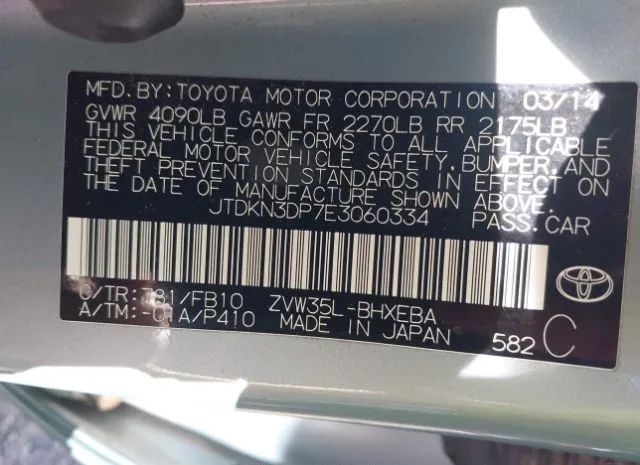 MFD. BY: TOYOTA MOTOR CORPORATION 03/14
GVWR 4090LB GAWR FR 2270LB RR 2175LB
THIS VEHICLE CONFORMS TO ALL APPLICABLE
FEDERAL MOTOR VEHICLE SAFETY, BUMPER, AND
THEFT PREVENTION STANDARDS IN EFFECT ON
THE DATE OF MANUFACTURE SHOWN ABOVE.
JTDKN3DP7E3060334 PASS. CAR
C/TR: 781/FB10 ZVW35L-BHXEBA
A/TM: -01A/P410 MADE IN JAPAN
582 C